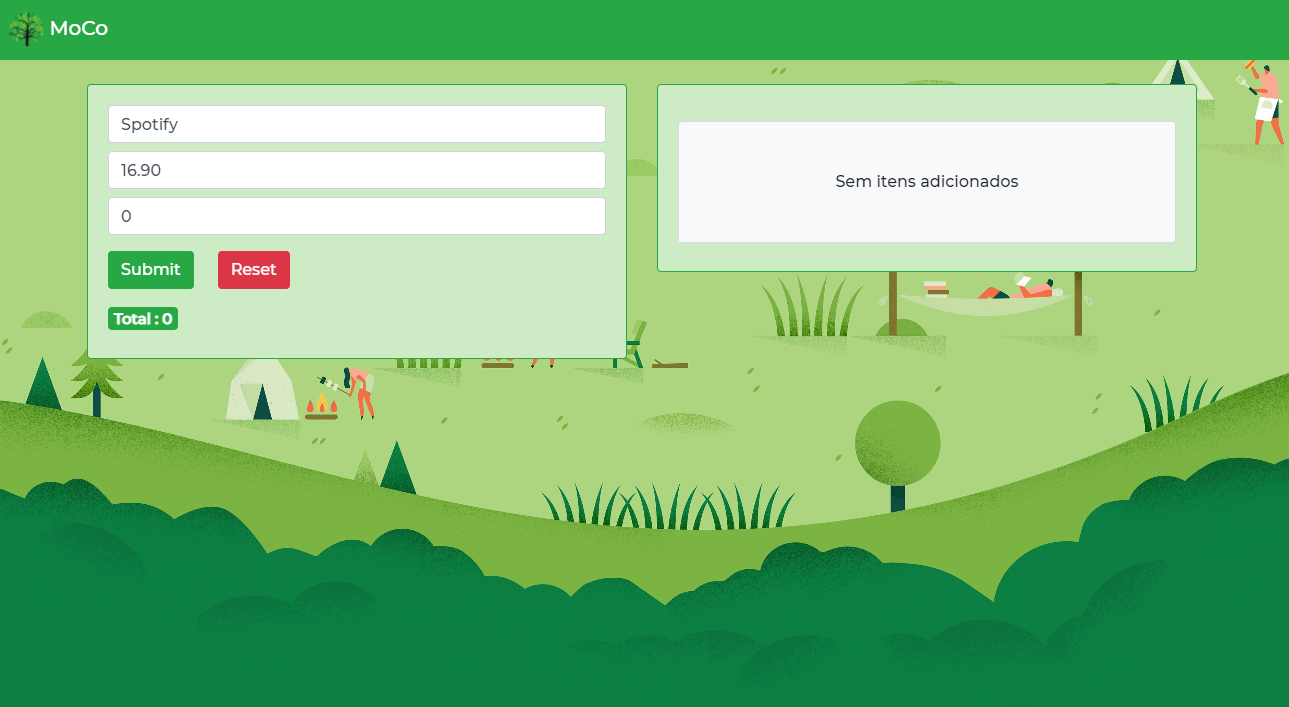 MoCo
Spotify
16.90
0
Submit
Reset
Total : 0
Sem itens adicionados